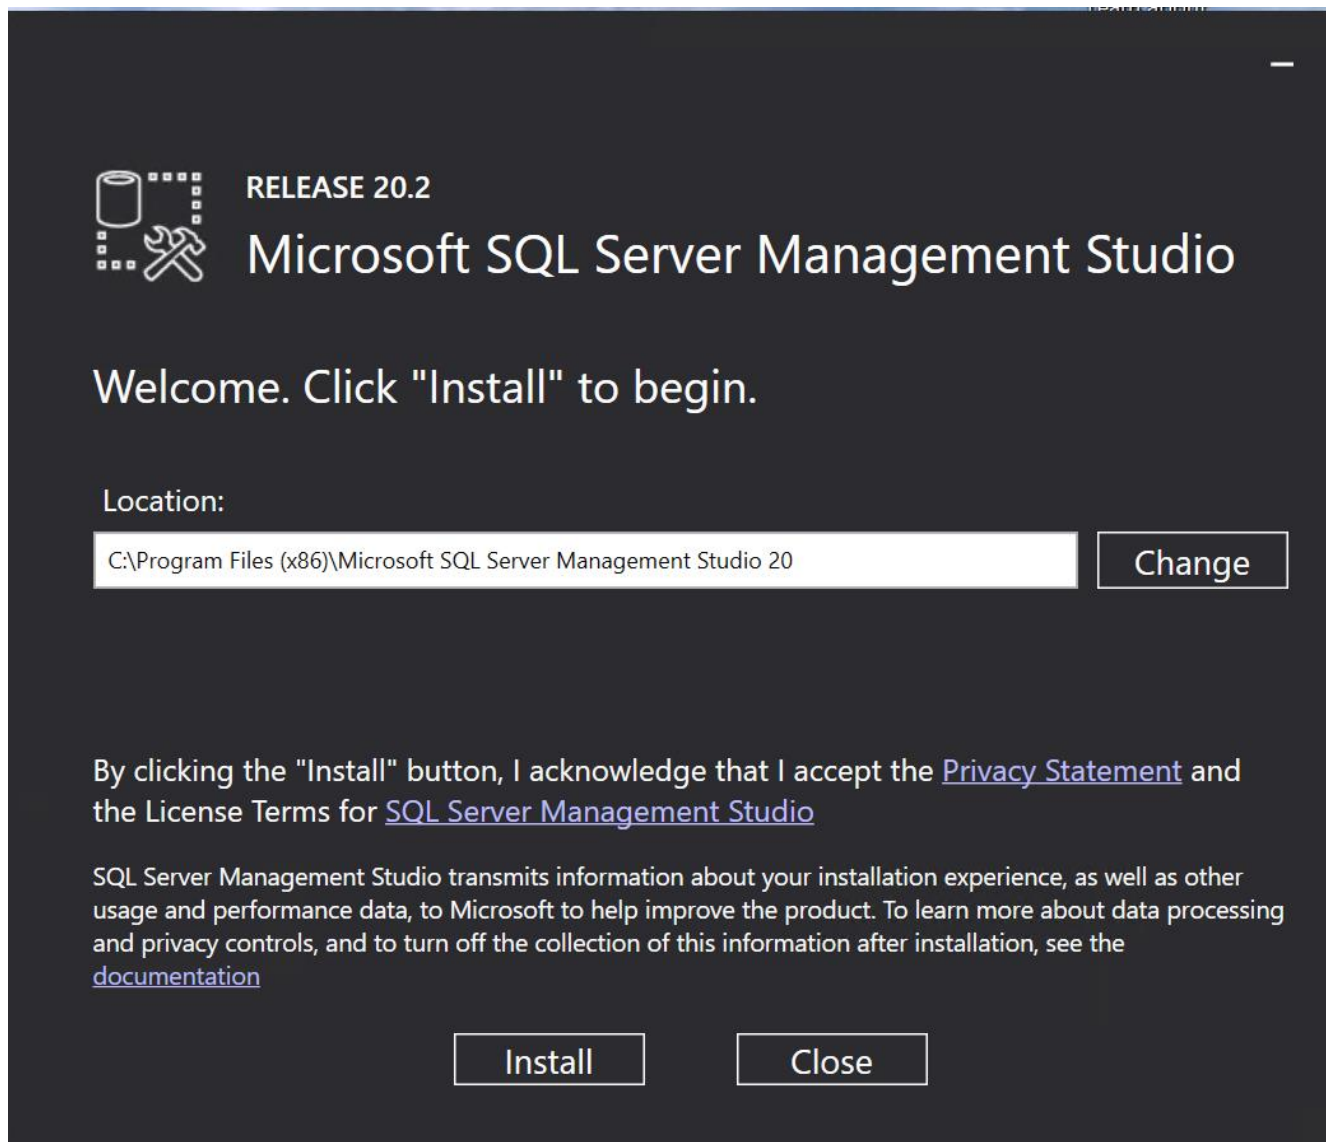 RELEASE 20.2
Microsoft SQL Server Management Studio
Welcome. Click "Install" to begin.
Location:
C:\Program Files (x86)\Microsoft SQL Server Management Studio 20
Change
By clicking the "Install" button, I acknowledge that I accept the Privacy Statement and
the License Terms for SQL Server Management Studio
SQL Server Management Studio transmits information about your installation experience, as well as other
usage and performance data, to Microsoft to help improve the product. To learn more about data processing
and privacy controls, and to turn off the collection of this information after installation, see the
documentation
Install
Close